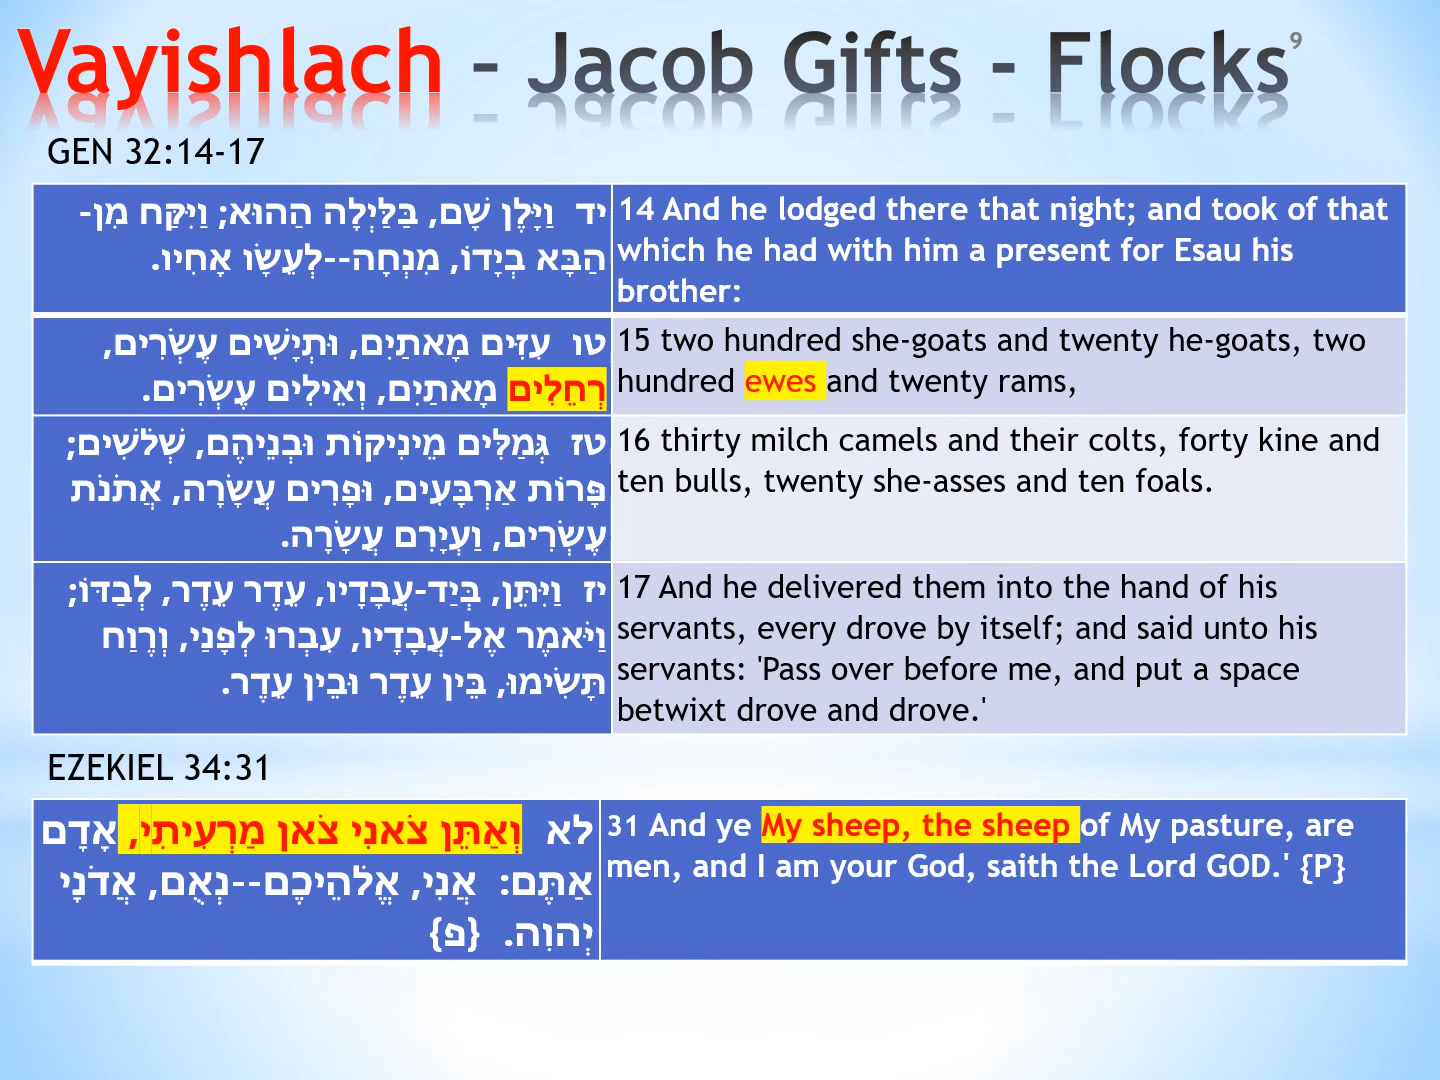 Vayishlach – Jacob Gifts - Flocks
9
GEN 32:14-17
יד  וַיָּלֶן שָׁם, בַּלַּיְלָה הַהוּא; וַיִּקַּח מִן-
הַבָּא בְיָדוֹ, מִנְחָה--לְעֵשָׂו אָחִיו.
14 And he lodged there that night; and took of that
which he had with him a present for Esau his
brother:
טו  עִזִּים מָאתַיִם, וּתְיָשִׁים עֶשְׂרִים,
רְחֵלִים מָאתַיִם, וְאֵילִים עֶשְׂרִים.
15 two hundred she-goats and twenty he-goats, two
hundred ewes and twenty rams,
טז  גְּמַלִּים מֵינִיקוֹת וּבְנֵיהֶם, שְׁלֹשִׁים;
פָּרוֹת אַרְבָּעִים, וּפָרִים עֲשָׂרָה, אֲתֹנֹת
עֶשְׂרִים, וַעְיָרִם עֲשָׂרָה.
16 thirty milch camels and their colts, forty kine and
ten bulls, twenty she-asses and ten foals.
יז  וַיִּתֵּן, בְּיַד-עֲבָדָיו, עֵדֶר עֵדֶר, לְבַדּוֹ;
וַיֹּאמֶר אֶל-עֲבָדָיו, עִבְרוּ לְפָנַי, וְרֶוַח
תָּשִׂימוּ, בֵּין עֵדֶר וּבֵין עֵדֶר.
17 And he delivered them into the hand of his
servants, every drove by itself; and said unto his
servants: 'Pass over before me, and put a space
betwixt drove and drove.'
EZEKIEL 34:31
לא  וְאַתֵּן צֹאנִי צֹאן מַרְעִיתִי, אָדָם
אַתֶּם:  אֲנִי, אֱלֹהֵיכֶם--נְאֻם, אֲדֹנָי
יְהוִה.  {פ}
31 And ye My sheep, the sheep of My pasture, are
men, and I am your God, saith the Lord GOD.' {P}